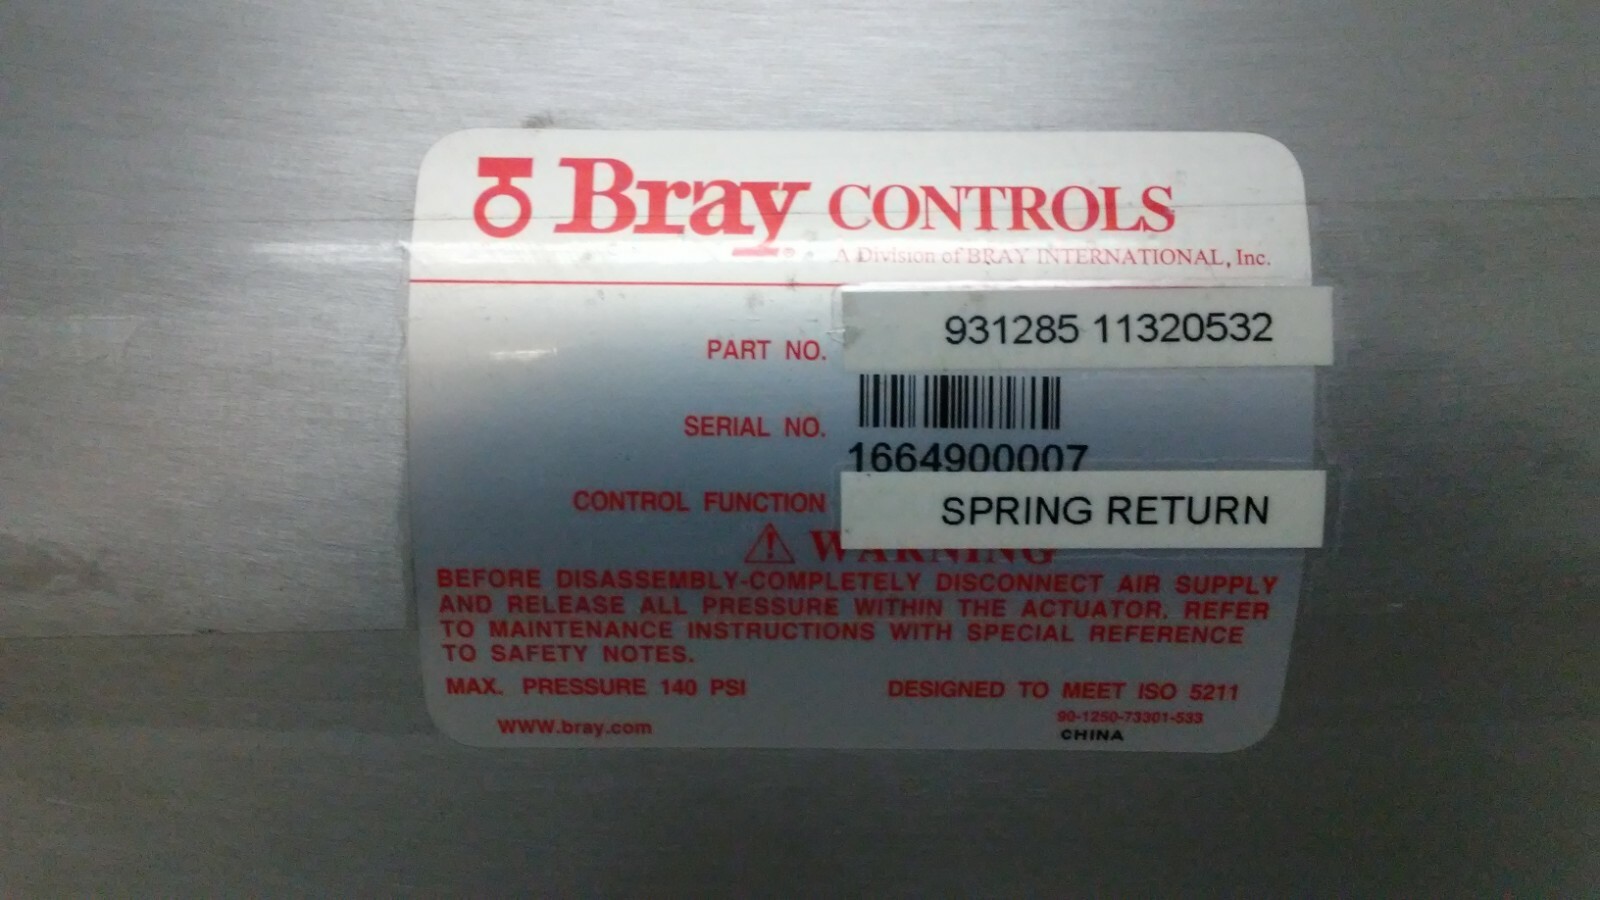 Bray CONTROLS
A Division of BRAY INTERNATIONAL, Inc.
PART NO. 931285 11320532
SERIAL NO.
1664900007
CONTROL FUNCTION SPRING RETURN
WARNING
BEFORE DISASSEMBLY-COMPLETELY DISCONNECT AIR SUPPLY
AND RELEASE ALL PRESSURE WITHIN THE ACTUATOR. REFER
TO MAINTENANCE INSTRUCTIONS WITH SPECIAL REFERENCE
TO SAFETY NOTES.
MAX. PRESSURE 140 PSI DESIGNED TO MEET ISO 5211
www.bray.com 90-1250-73301-533
CHINA